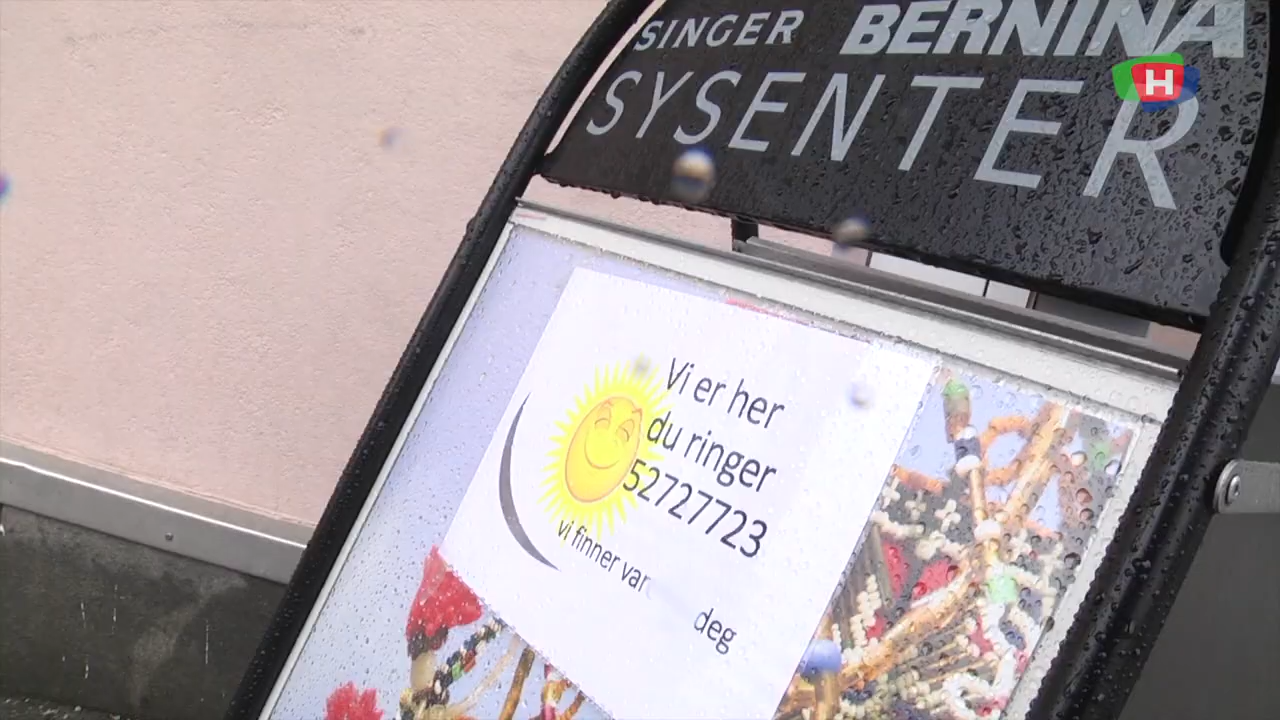 SINGER BERNINA
SYSENTER
H
Vi er her
du ringer
52727723
vi finner
deg